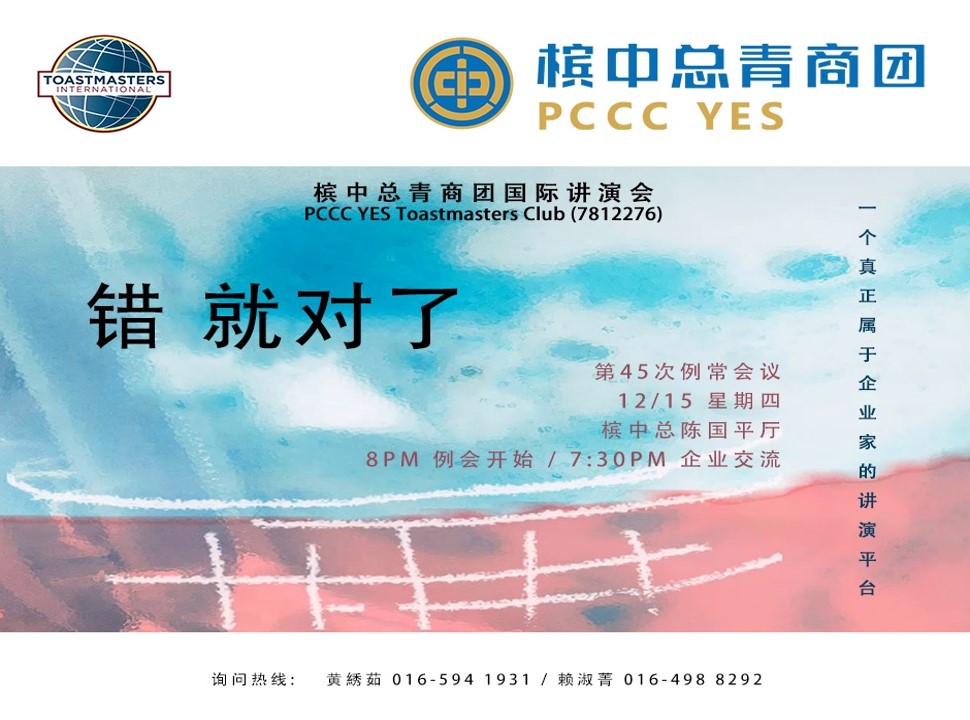 TOASTMASTERS
INTERNATIONAL
槟中总青商团
PCCC YES
槟中总青商团国际讲演会
PCCC YES Toastmasters Club (7812276)
错 就对了
第45次例常会议
12/15 星期四
槟中总陈国平厅
8PM 例会开始 / 7:30PM 企业交流
一个真正属于企业家的讲演平台
询问热线: 黄綉茹 016-594 1931 / 赖淑菁 016-498 8292